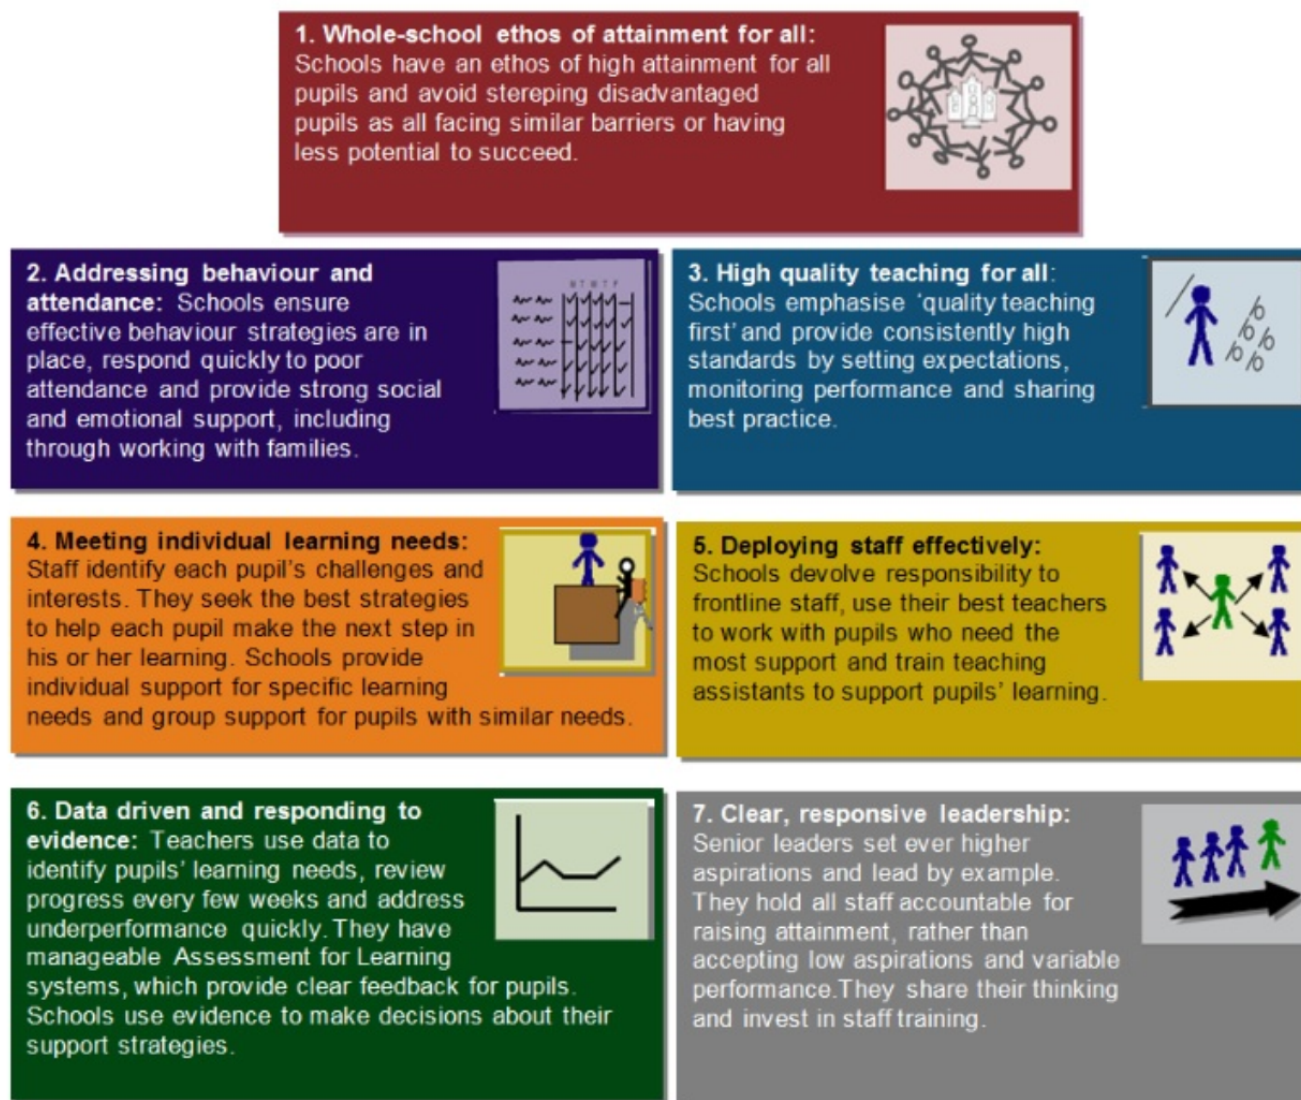 1. Whole-school ethos of attainment for all:
Schools have an ethos of high attainment for all
pupils and avoid stereping disadvantaged
pupils as all facing similar barriers or having
less potential to succeed.
2. Addressing behaviour and
attendance: Schools ensure
effective behaviour strategies are in
place, respond quickly to poor
attendance and provide strong social
and emotional support, including
through working with families.
M T W T F
3. High quality teaching for all:
Schools emphasise ‘quality teaching
first’ and provide consistently high
standards by setting expectations,
monitoring performance and sharing
best practice.
4. Meeting individual learning needs:
Staff identify each pupil’s challenges and
interests. They seek the best strategies
to help each pupil make the next step in
his or her learning. Schools provide
individual support for specific learning
needs and group support for pupils with similar needs.
5. Deploying staff effectively:
Schools devolve responsibility to
frontline staff, use their best teachers
to work with pupils who need the
most support and train teaching
assistants to support pupils’ learning.
6. Data driven and responding to
evidence: Teachers use data to
identify pupils’ learning needs, review
progress every few weeks and address
underperformance quickly. They have
manageable Assessment for Learning
systems, which provide clear feedback for pupils.
Schools use evidence to make decisions about their
support strategies.
7. Clear, responsive leadership:
Senior leaders set ever higher
aspirations and lead by example.
They hold all staff accountable for
raising attainment, rather than
accepting low aspirations and variable
performance.They share their thinking
and invest in staff training.